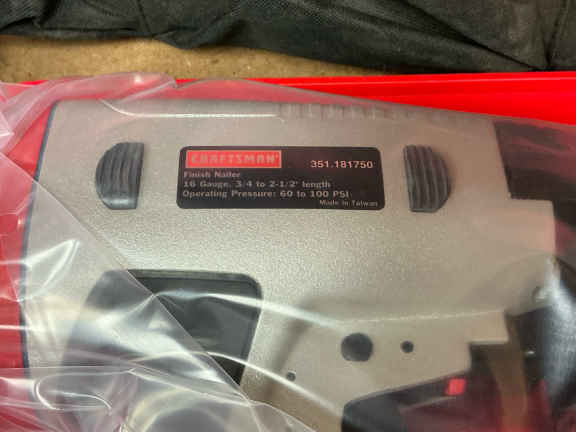 CRAFTSMAN 351.181750
Finish Nailer
16 Gauge, 3/4 to 2-1/2" length
Operating Pressure: 60 to 100 PSI
Made in Taiwan